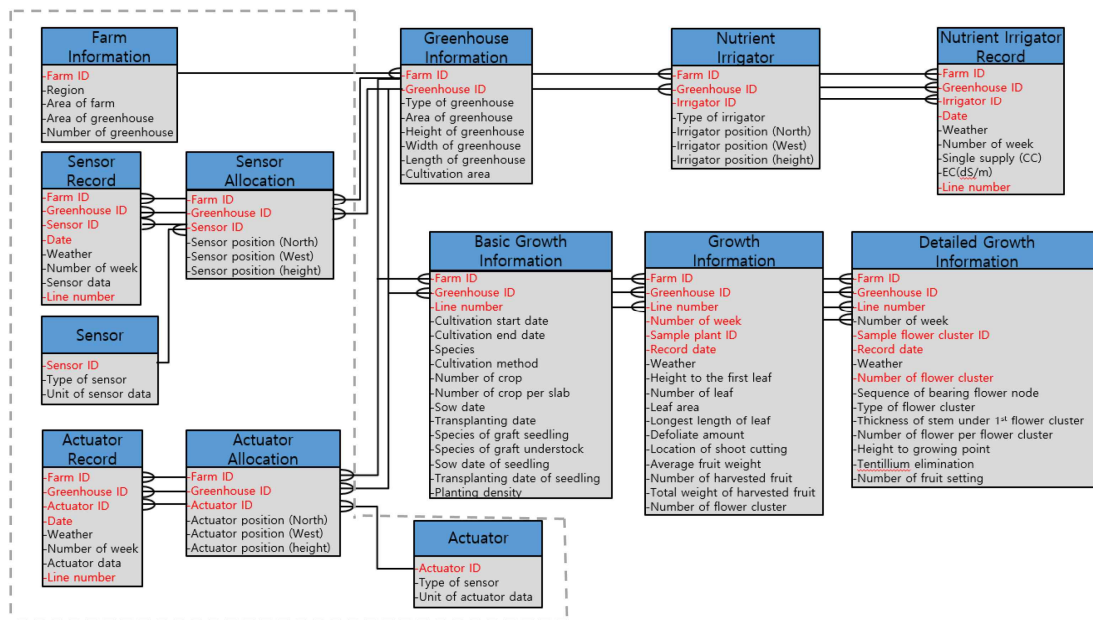 Farm
Information
-Farm ID
-Region
-Area of farm
-Area of greenhouse
-Number of greenhouse
Greenhouse
Information
-Farm ID
-Greenhouse ID
-Type of greenhouse
-Area of greenhouse
-Height of greenhouse
-Width of greenhouse
-Length of greenhouse
-Cultivation area
Nutrient
Irrigator
-Farm ID
-Greenhouse ID
-Irrigator ID
-Type of irrigator
-Irrigator position (North)
-Irrigator position (West)
-Irrigator position (height)
Nutrient Irrigator
Record
-Farm ID
-Greenhouse ID
-Irrigator ID
-Date
-Weather
-Number of week
-Single supply (CC)
-EC(dS/m)
-Line number
Sensor
Record
-Farm ID
-Greenhouse ID
-Sensor ID
-Date
-Weather
-Number of week
-Sensor data
-Line number
Sensor
Allocation
-Farm ID
-Greenhouse ID
-Sensor ID
-Sensor position (North)
-Sensor position (West)
-Sensor position (height)
Sensor
-Sensor ID
-Type of sensor
-Unit of sensor data
Basic Growth
Information
-Farm ID
-Greenhouse ID
-Line number
-Cultivation start date
-Cultivation end date
-Species
-Cultivation method
-Number of crop
-Number of crop per slab
-Sow date
-Transplanting date
-Species of graft seedling
-Species of graft understock
-Sow date of seedling
-Transplanting date of seedling
-Planting density
Growth
Information
-Farm ID
-Greenhouse ID
-Line number
-Number of week
-Sample plant ID
-Record date
-Weather
-Height to the first leaf
-Number of leaf
-Leaf area
-Longest length of leaf
-Defoliate amount
-Location of shoot cutting
-Average fruit weight
-Number of harvested fruit
-Total weight of harvested fruit
-Number of flower cluster
Detailed Growth
Information
-Farm ID
-Greenhouse ID
-Line number
-Number of week
-Sample flower cluster ID
-Record date
-Weather
-Number of flower cluster
-Sequence of bearing flower node
-Type of flower cluster
-Thickness of stem under 1st flower cluster
-Number of flower per flower cluster
-Height to growing point
-Tentillium elimination
-Number of fruit setting
Actuator
Record
-Farm ID
-Greenhouse ID
-Actuator ID
-Date
-Weather
-Number of week
-Actuator data
-Line number
Actuator
Allocation
-Farm ID
-Greenhouse ID
-Actuator ID
-Actuator position (North)
-Actuator position (West)
-Actuator position (height)
Actuator
-Actuator ID
-Type of sensor
-Unit of actuator data